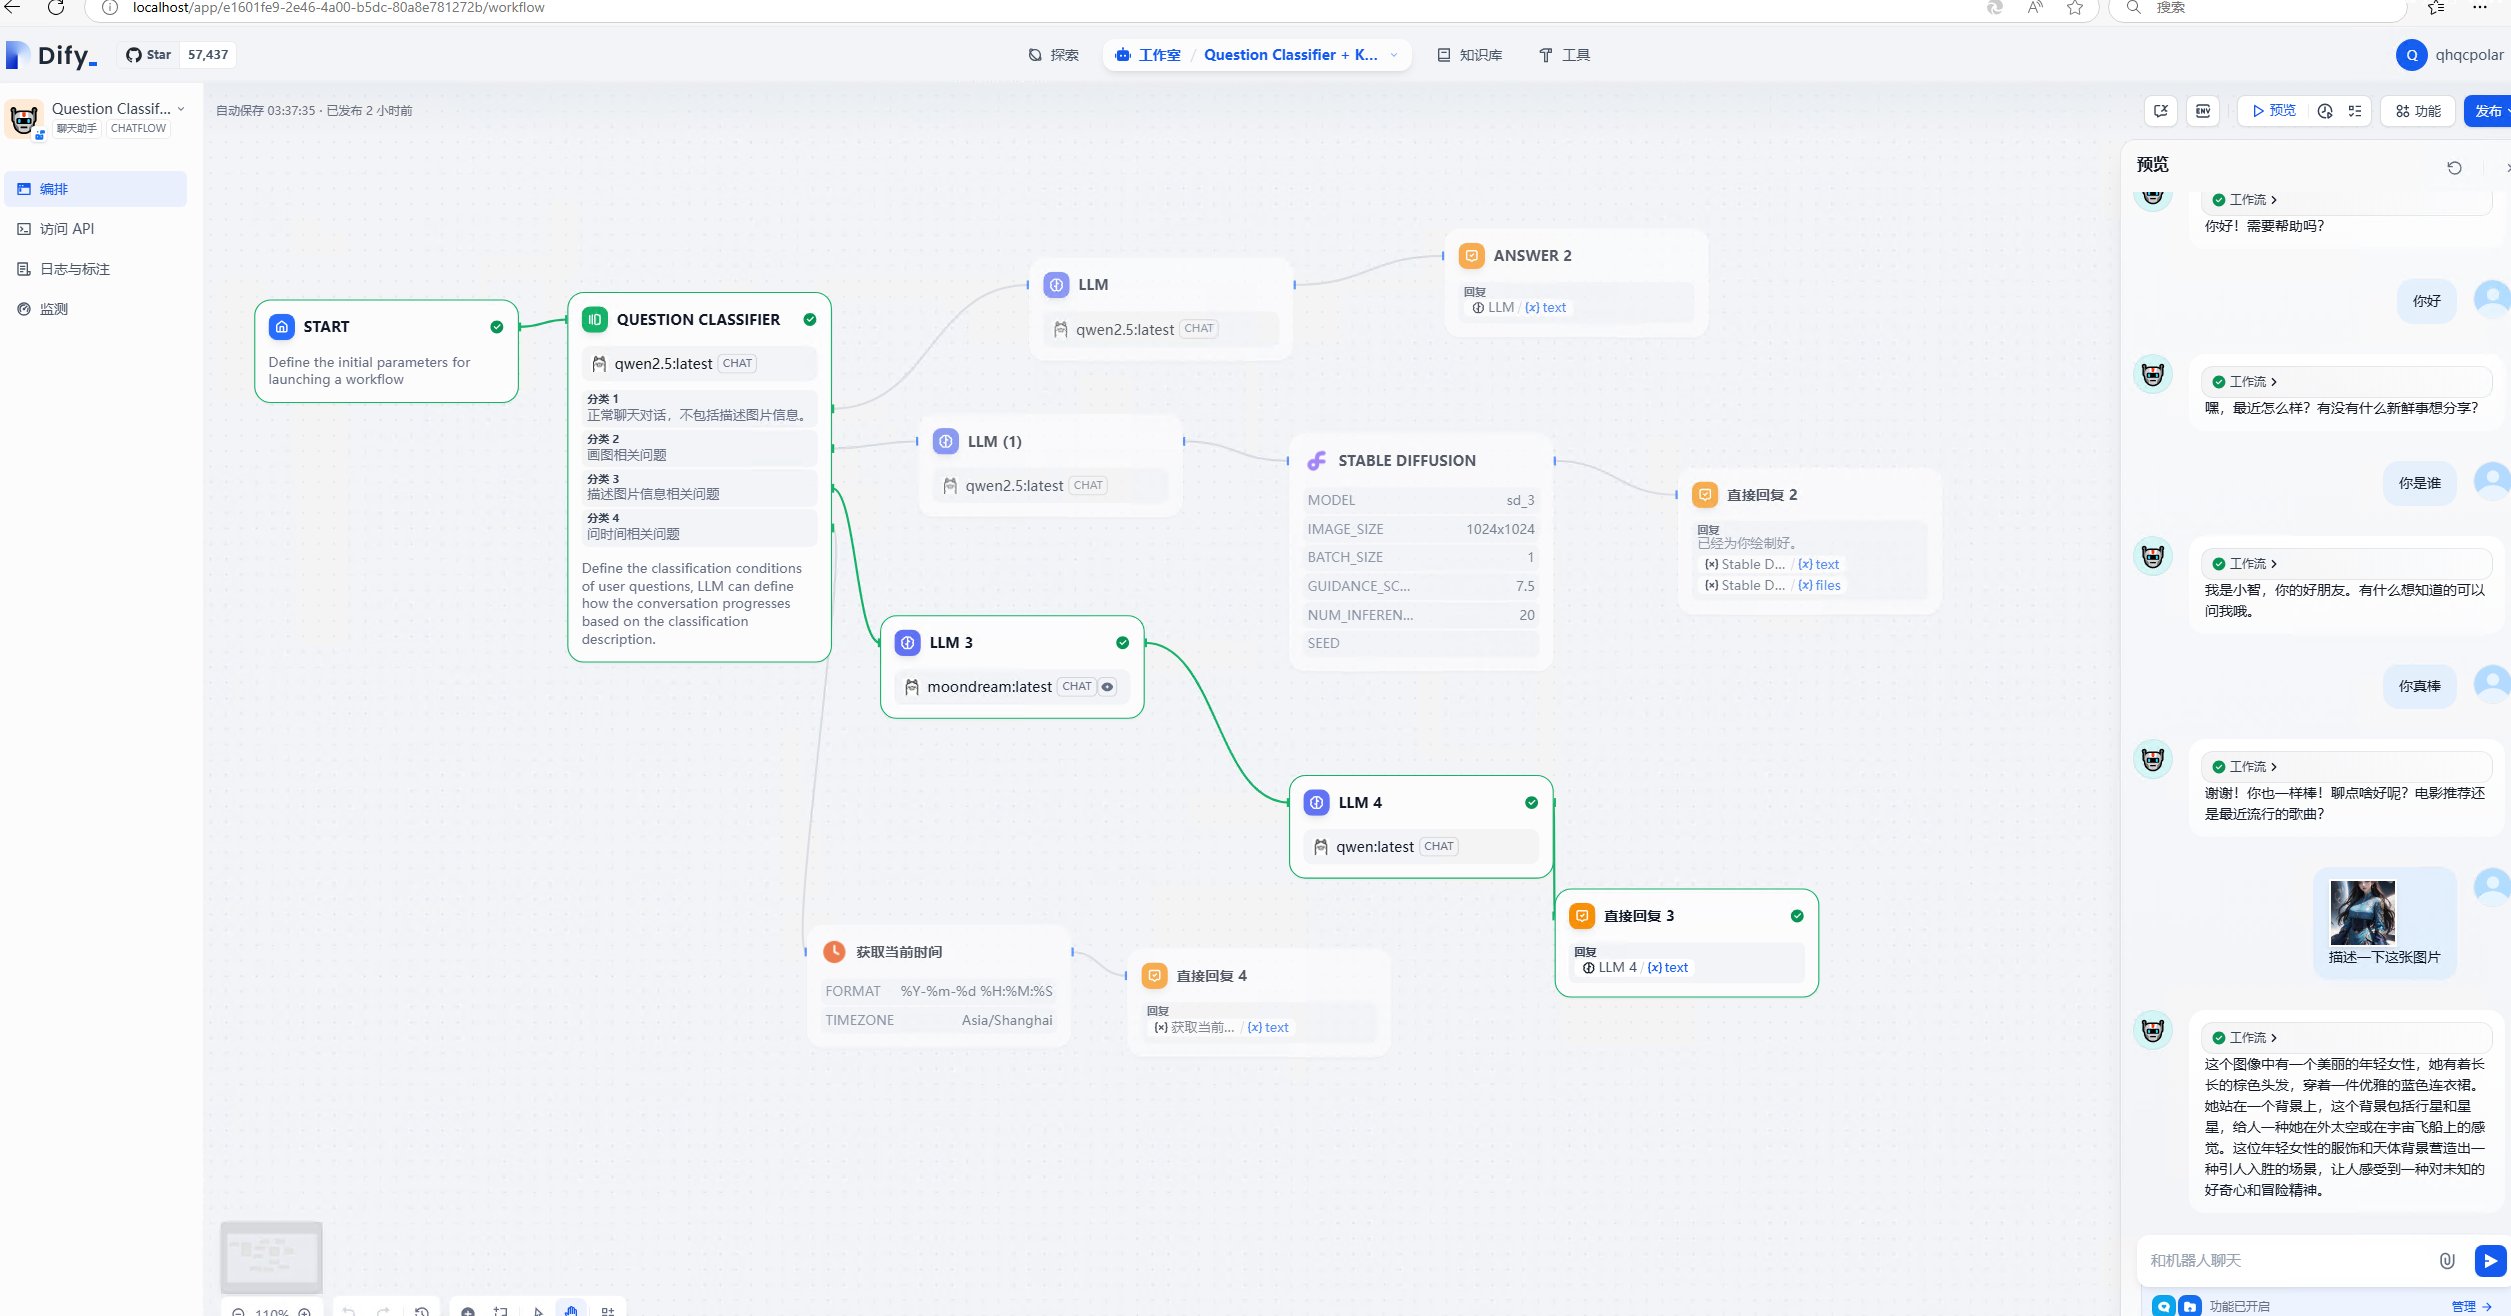 localhost/app/e1601fe9-2e46-4a00-b5dc-80a8e781272b/workflow
搜索
Dify_
Star 57,437
探索
工作室 / Question Classifier + K...
知识库
工具
Q qhqcpolar
Question Classif...
聊天助手 CHATFLOW
编排
访问 API
日志与标注
监测
自动保存 03:37:35 · 已发布 2 小时前
ENV
预览
功能
发布
START
Define the initial parameters for
launching a workflow
QUESTION CLASSIFIER
qwen2.5:latest CHAT
分类 1
正常聊天对话，不包括描述图片信息。
分类 2
画图相关问题
分类 3
描述图片信息相关问题
分类 4
问时间相关问题
Define the classification conditions
of user questions, LLM can define
how the conversation progresses
based on the classification
description.
LLM
qwen2.5:latest CHAT
ANSWER 2
回复
LLM / {x} text
LLM (1)
qwen2.5:latest CHAT
STABLE DIFFUSION
MODEL sd_3
IMAGE_SIZE 1024x1024
BATCH_SIZE 1
GUIDANCE_SC... 7.5
NUM_INFEREN... 20
SEED
直接回复 2
回复
已经为你绘制好。
{x} Stable D... / {x} text
{x} Stable D... / {x} files
LLM 3
moondream:latest CHAT
LLM 4
qwen:latest CHAT
直接回复 3
回复
LLM 4 / {x} text
获取当前时间
FORMAT %Y-%m-%d %H:%M:%S
TIMEZONE Asia/Shanghai
直接回复 4
回复
{x} 获取当前... / {x} text
110%
预览
工作流
你好！需要帮助吗？
你好
工作流
嘿，最近怎么样？有没有什么新鲜事想分享？
你是谁
工作流
我是小智，你的好朋友。有什么想知道的可以
问我哦。
你真棒
工作流
谢谢！你也一样棒！聊点啥好呢？电影推荐还
是最近流行的歌曲？
描述一下这张图片
工作流
这个图像中有一个美丽的年轻女性，她有着长
长的棕色头发，穿着一件优雅的蓝色连衣裙。
她站在一个背景上，这个背景包括行星和星
星，给人一种她在外太空或在宇宙飞船上的感
觉。这位年轻女性的服饰和天体背景营造出一
种引人入胜的场景，让人感受到一种对未知的
好奇心和冒险精神。
和机器人聊天
功能已开启
管理